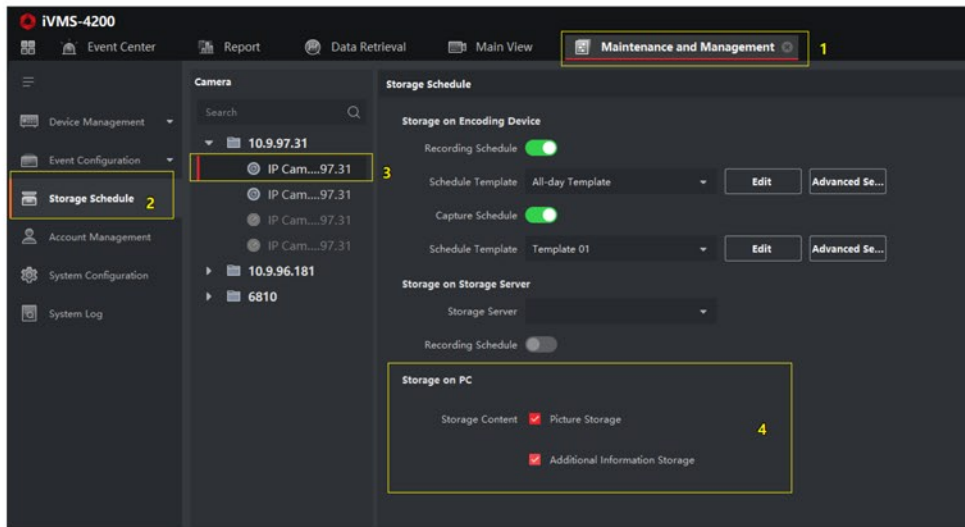 iVMS-4200
Event Center Report Data Retrieval Main View Maintenance and Management 1
Camera
Storage Schedule
Search
Device Management
Event Configuration
Storage Schedule 2
Account Management
System Configuration
System Log
10.9.97.31
IP Cam....97.31 3
IP Cam....97.31
IP Cam....97.31
IP Cam....97.31
10.9.96.181
6810
Storage on Encoding Device
Recording Schedule
Schedule Template All-day Template Edit Advanced Se...
Capture Schedule
Schedule Template Template 01 Edit Advanced Se...
Storage on Storage Server
Storage Server
Recording Schedule
Storage on PC
Storage Content Picture Storage 4
Additional Information Storage